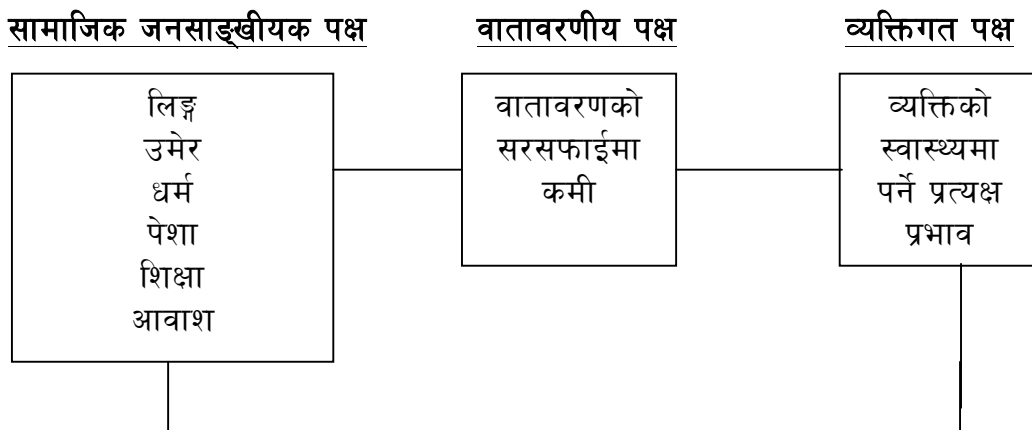 सामाजिक जनसाङ्खीयक पक्ष वातावरणीय पक्ष व्यक्तिगत पक्ष
लिङ्ग
उमेर
धर्म
पेशा
शिक्षा
आवाश
वातावरणको
सरसफाईमा
कमी
व्यक्तिको
स्वास्थ्यमा
पर्ने प्रत्यक्ष
प्रभाव